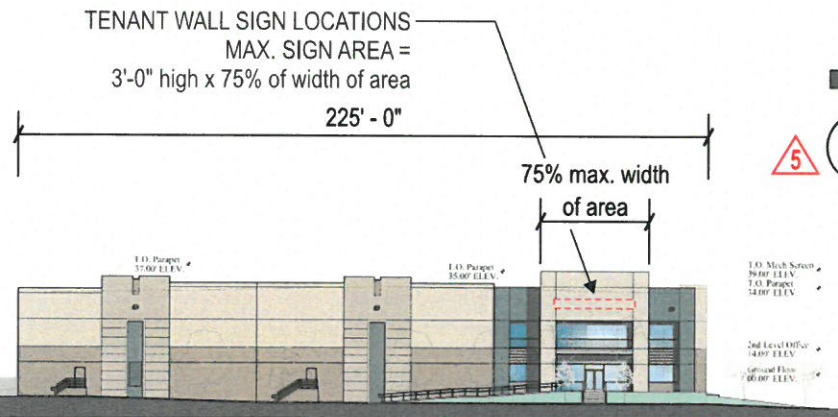 TENANT WALL SIGN LOCATIONS
MAX. SIGN AREA =
3'-0" high x 75% of width of area
225' - 0"
5
75% max. width
of area
T.O. Parapet
37.00' ELEV.
T.O. Parapet
35.00' ELEV.
T.O. Mech Screen
39.00' ELEV.
T.O. Parapet
34.00' ELEV.
2nd Level Office
14.00' ELEV.
Ground Floor
00.00' ELEV.